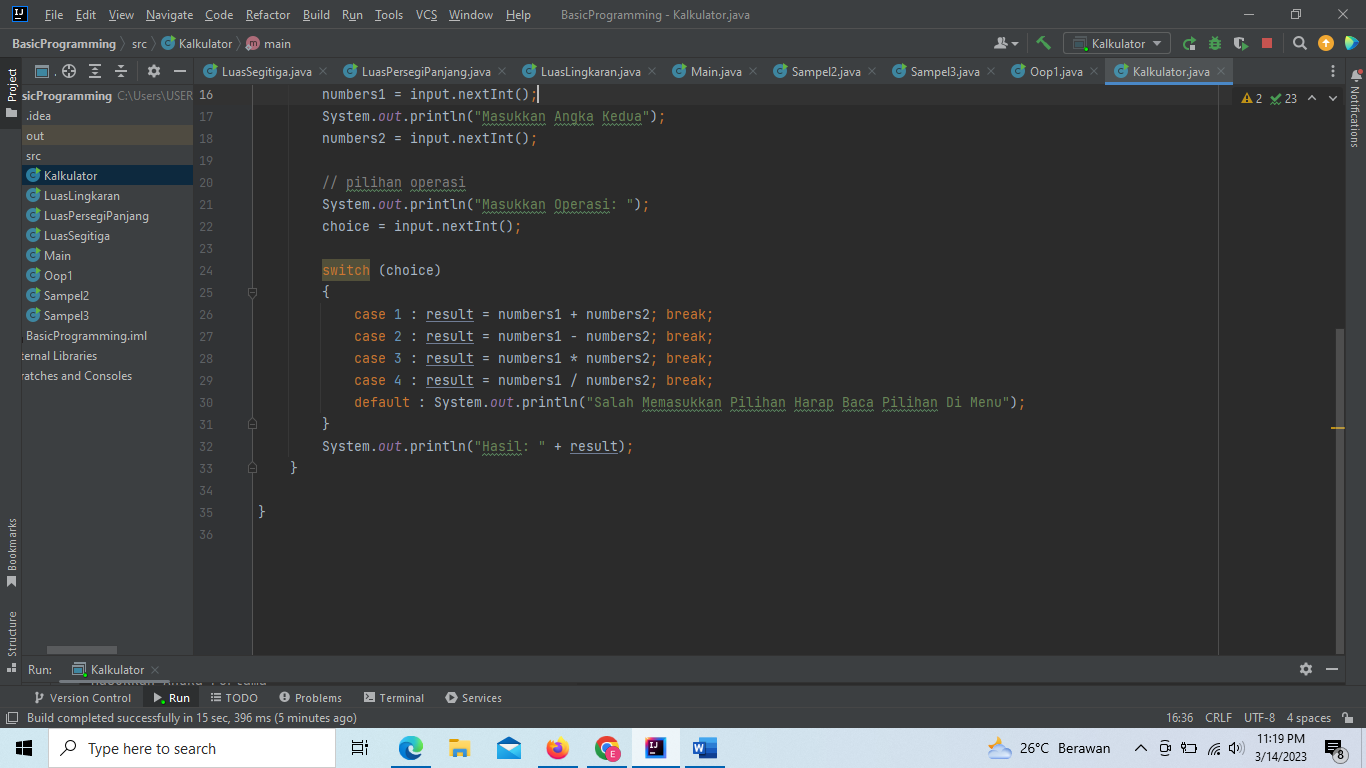 File Edit View Navigate Code Refactor Build Run Tools VCS Window Help BasicProgramming - Kalkulator.java
BasicProgramming src Kalkulator main Kalkulator
LuasSegitiga.java LuasPersegiPanjang.java LuasLingkaran.java Main.java Sampel2.java Sampel3.java Oop1.java Kalkulator.java
Project
Notifications
Bookmarks
Structure
sicProgramming C:\Users\USER
.idea
out
src
Kalkulator
LuasLingkaran
LuasPersegiPanjang
LuasSegitiga
Main
Oop1
Sampel2
Sampel3
BasicProgramming.iml
ternal Libraries
ratches and Consoles
2 23
16 numbers1 = input.nextInt();
17 System.out.println("Masukkan Angka Kedua");
18 numbers2 = input.nextInt();
19
20 // pilihan operasi
21 System.out.println("Masukkan Operasi: ");
22 choice = input.nextInt();
23
24 switch (choice)
25 {
26 case 1 : result = numbers1 + numbers2; break;
27 case 2 : result = numbers1 - numbers2; break;
28 case 3 : result = numbers1 * numbers2; break;
29 case 4 : result = numbers1 / numbers2; break;
30 default : System.out.println("Salah Memasukkan Pilihan Harap Baca Pilihan Di Menu");
31 }
32 System.out.println("Hasil: " + result);
33 }
34
35 }
36
Run: Kalkulator
Version Control Run TODO Problems Terminal Services
Build completed successfully in 15 sec, 396 ms (5 minutes ago) 16:36 CRLF UTF-8 4 spaces
Type here to search 26°C Berawan 11:19 PM
3/14/2023 8